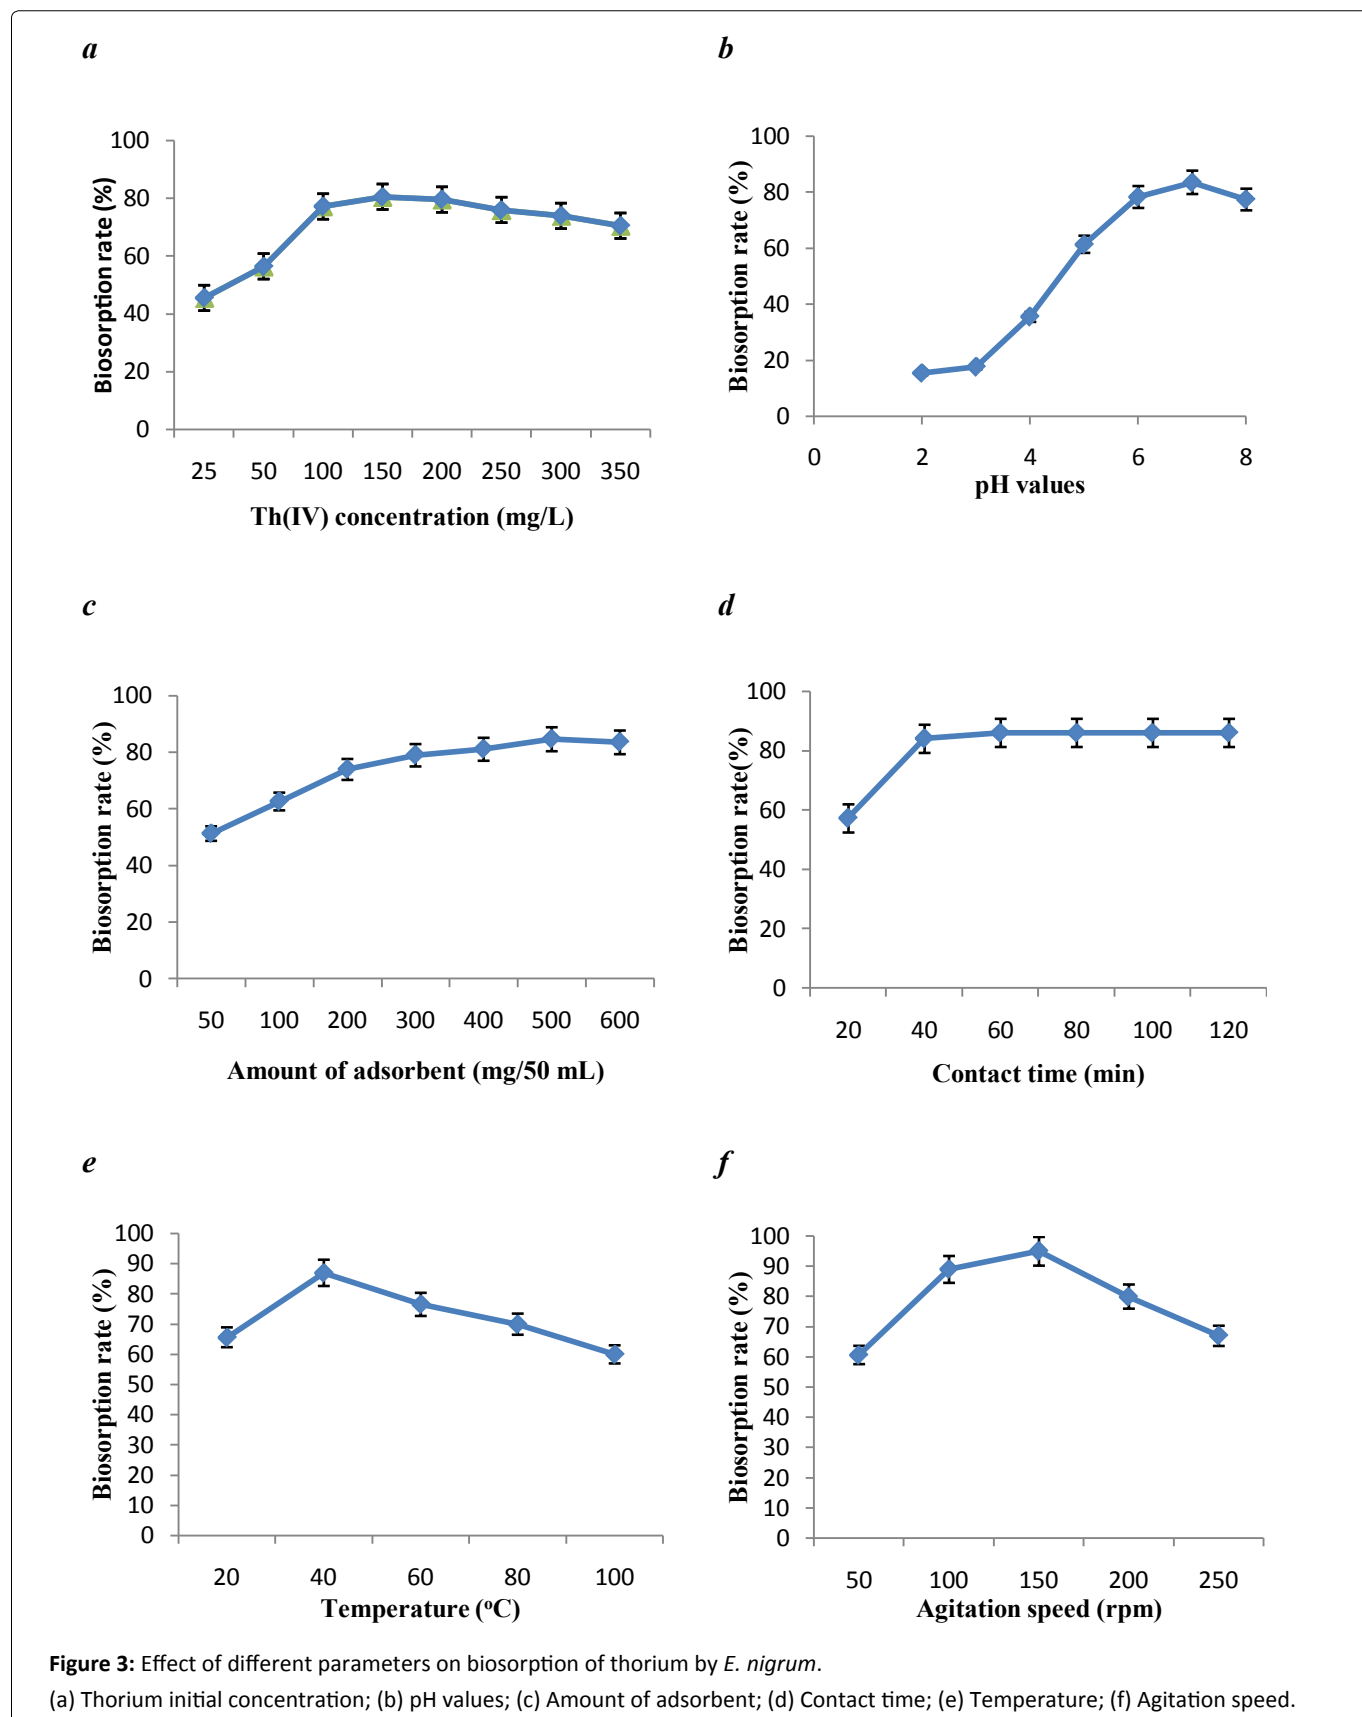 a
b
100
80
60
40
20
0
Biosorption rate (%)
25 50 100 150 200 250 300 350
Th(IV) concentration (mg/L)
100
80
60
40
20
0
Biosorption rate (%)
0 2 4 6 8
pH values
c
d
100
80
60
40
20
0
Biosorption rate (%)
50 100 200 300 400 500 600
Amount of adsorbent (mg/50 mL)
100
80
60
40
20
0
Biosorption rate(%)
20 40 60 80 100 120
Contact time (min)
e
f
100
90
80
70
60
50
40
30
20
10
0
Biosorption rate (%)
20 40 60 80 100
Temperature (°C)
100
90
80
70
60
50
40
30
20
10
0
Biosorption rate (%)
50 100 150 200 250
Agitation speed (rpm)
Figure 3: Effect of different parameters on biosorption of thorium by E. nigrum.
(a) Thorium initial concentration; (b) pH values; (c) Amount of adsorbent; (d) Contact time; (e) Temperature; (f) Agitation speed.